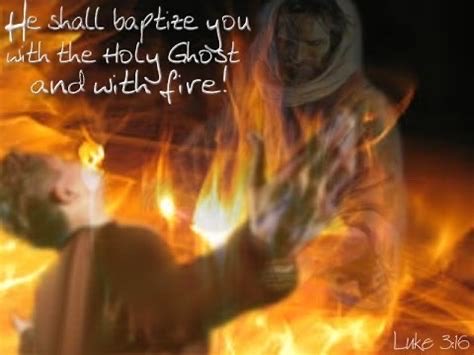 He shall baptize you
with the Holy Ghost
and with fire!
Luke 3:16